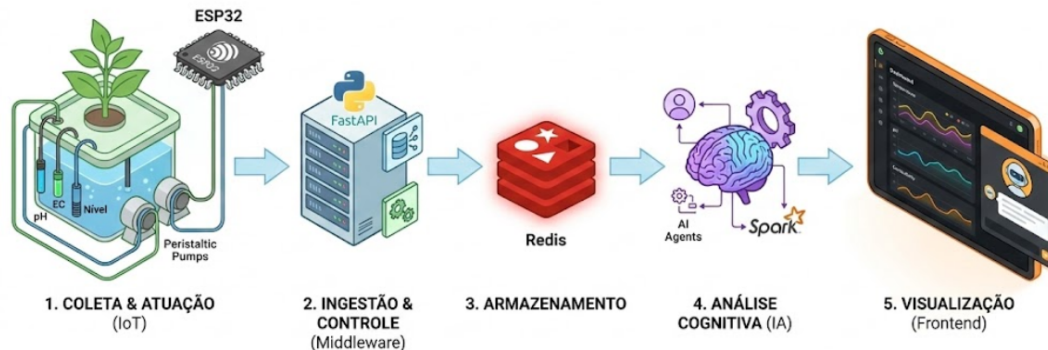 ESP32
pH
EC
Nível
Peristaltic
Pumps
1. COLETA & ATUAÇÃO
(IoT)
FastAPI
2. INGESTÃO &
CONTROLE
(Middleware)
Redis
3. ARMAZENAMENTO
AI
Agents
Spark
4. ANÁLISE
COGNITIVA (IA)
Dashboard
5. VISUALIZAÇÃO
(Frontend)